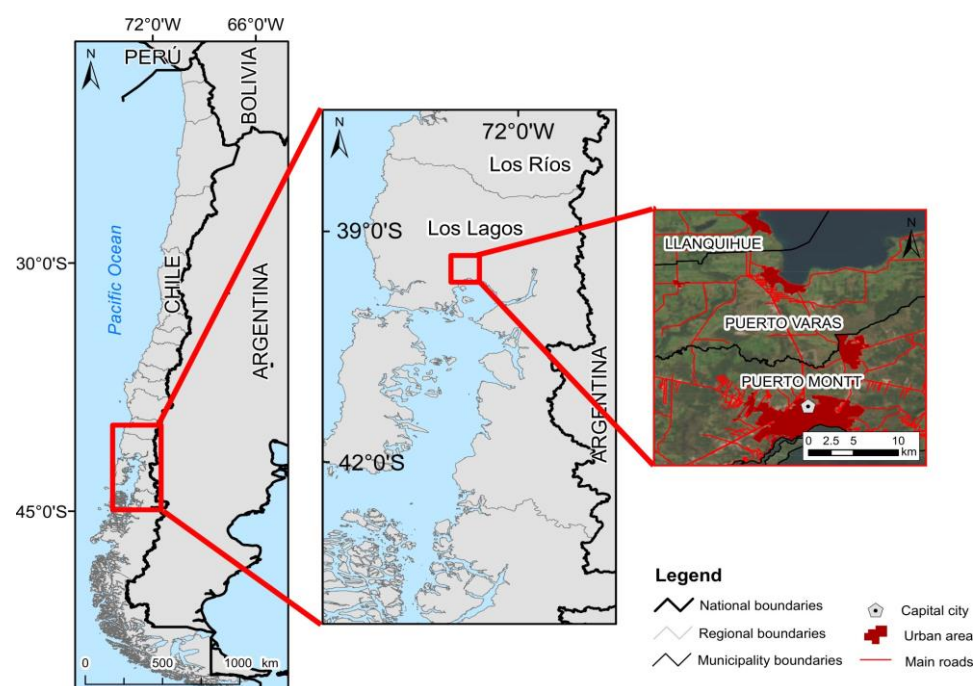 72°0'W 66°0'W
N
PERÚ
BOLIVIA
Pacific Ocean
CHILE
ARGENTINA
30°0'S
45°0'S
0 500 1000 km
N
72°0'W
Los Ríos
39°0'S
Los Lagos
42°0'S
ARGENTINA
N
LLANQUIHUE
PUERTO VARAS
PUERTO MONTT
0 2.5 5 10
km
Legend
National boundaries
Regional boundaries
Municipality boundaries
Capital city
Urban area
Main roads